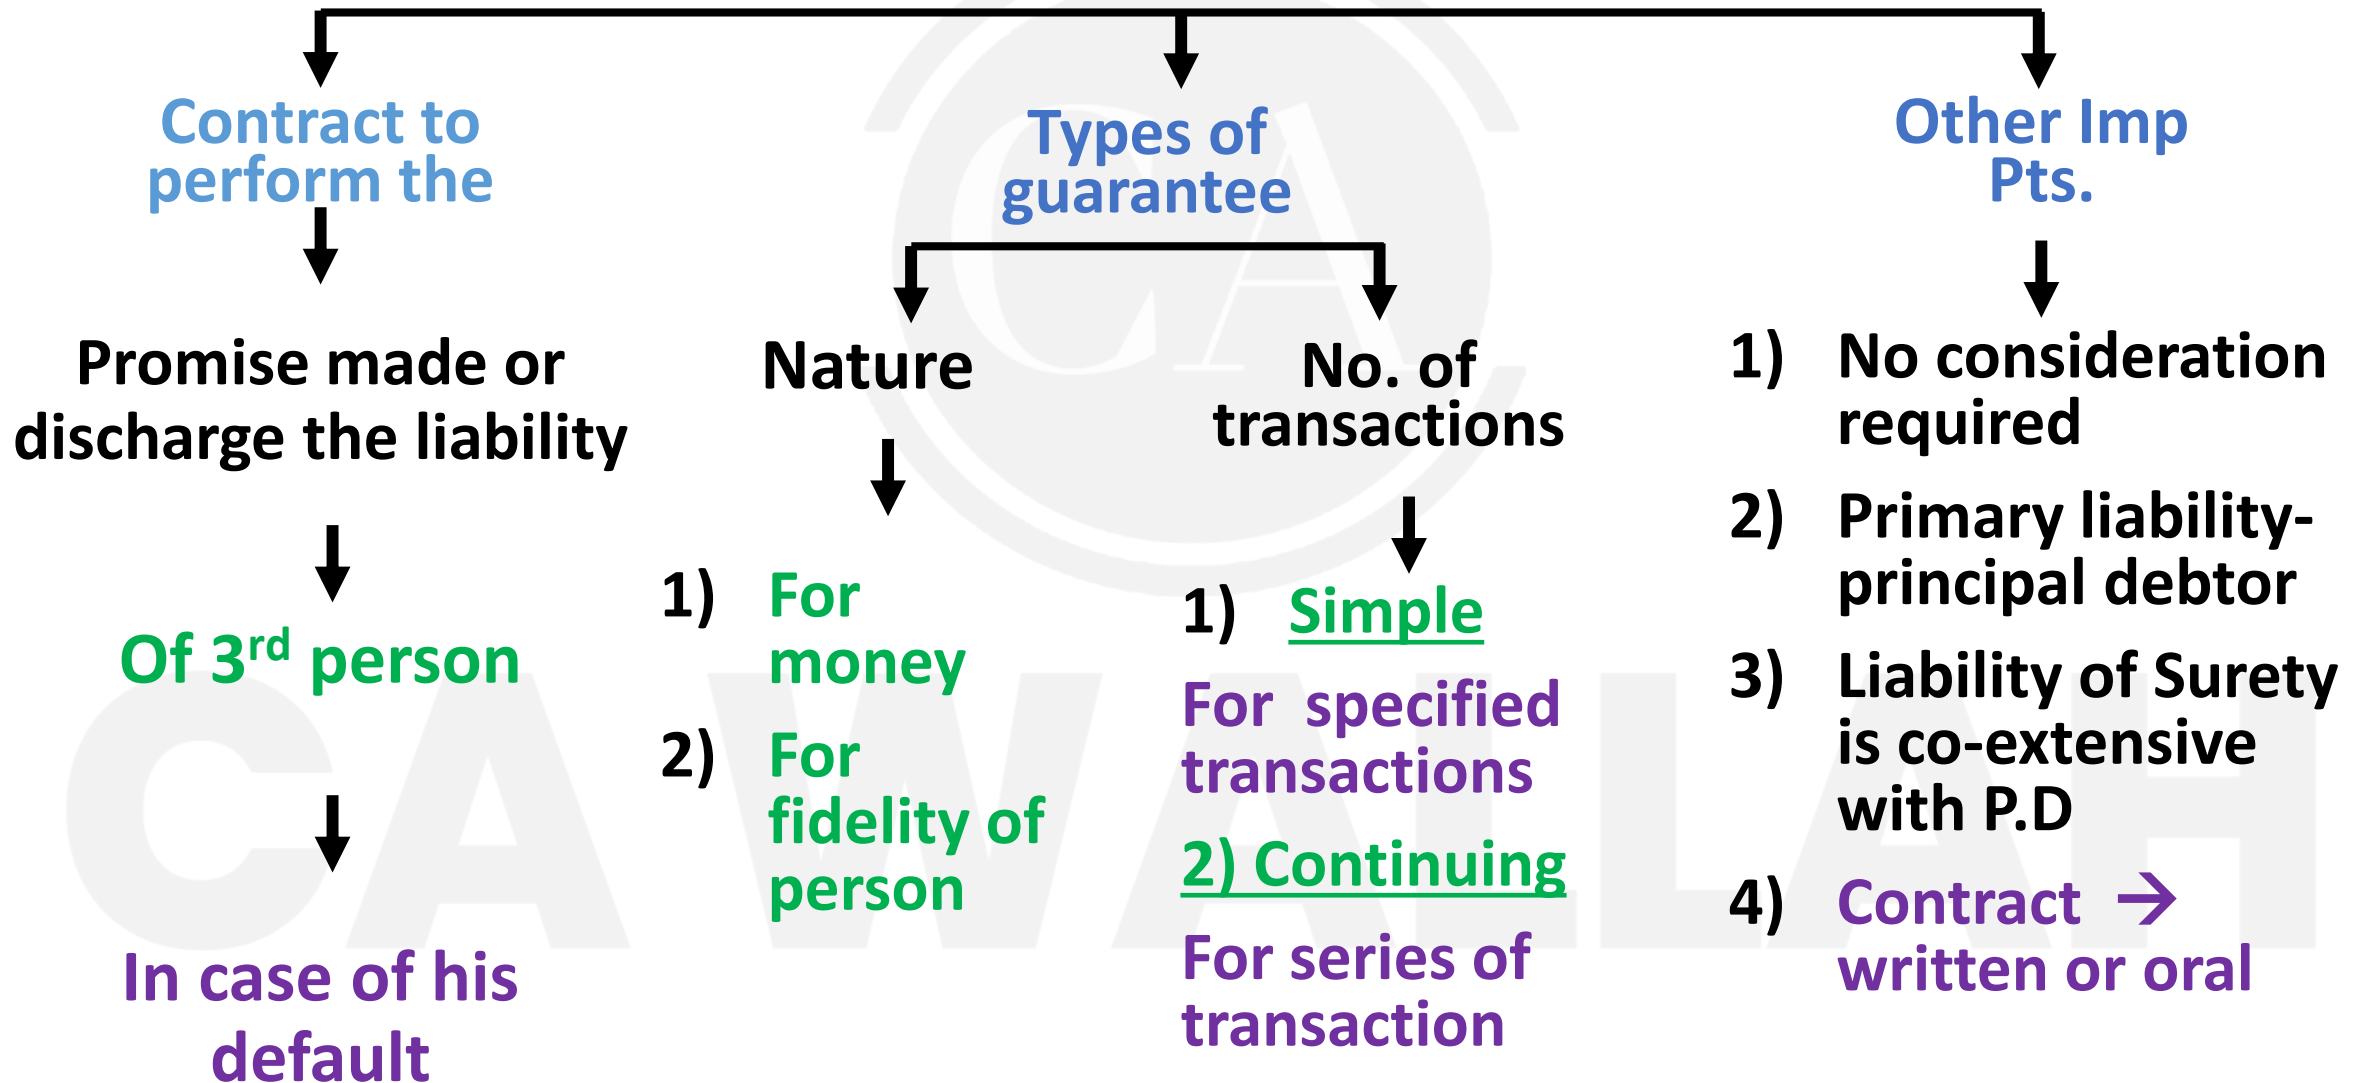 Contract to
perform the
Promise made or
discharge the liability
Of 3rd person
In case of his
default
Types of
guarantee
Nature
1) For
money
2) For
fidelity of
person
No. of
transactions
1) Simple
For specified
transactions
2) Continuing
For series of
transaction
Other Imp
Pts.
1) No consideration
required
2) Primary liability-
principal debtor
3) Liability of Surety
is co-extensive
with P.D
4) Contract →
written or oral
CA
CA WALLAH